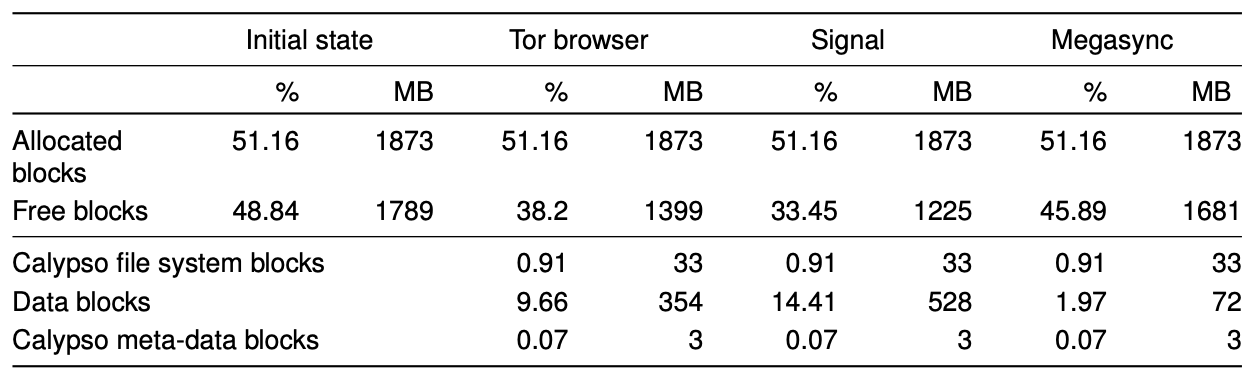 Initial state Tor browser Signal Megasync
% MB % MB % MB % MB
Allocated 51.16 1873 51.16 1873 51.16 1873 51.16 1873
blocks
Free blocks 48.84 1789 38.2 1399 33.45 1225 45.89 1681
Calypso file system blocks 0.91 33 0.91 33 0.91 33
Data blocks 9.66 354 14.41 528 1.97 72
Calypso meta-data blocks 0.07 3 0.07 3 0.07 3